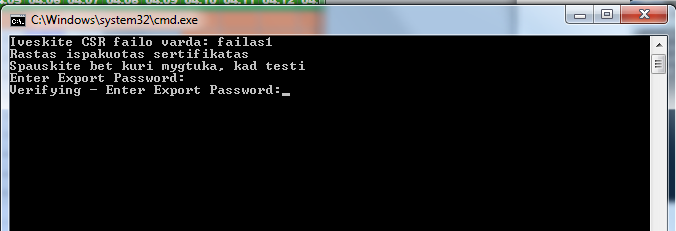 C:\Windows\system32\cmd.exe
Iveskite CSR failo varda: failas1
Rastas ispakuotas sertifikatas
Spauskite bet kuri mygtuka, kad testi
Enter Export Password:
Verifying - Enter Export Password:_